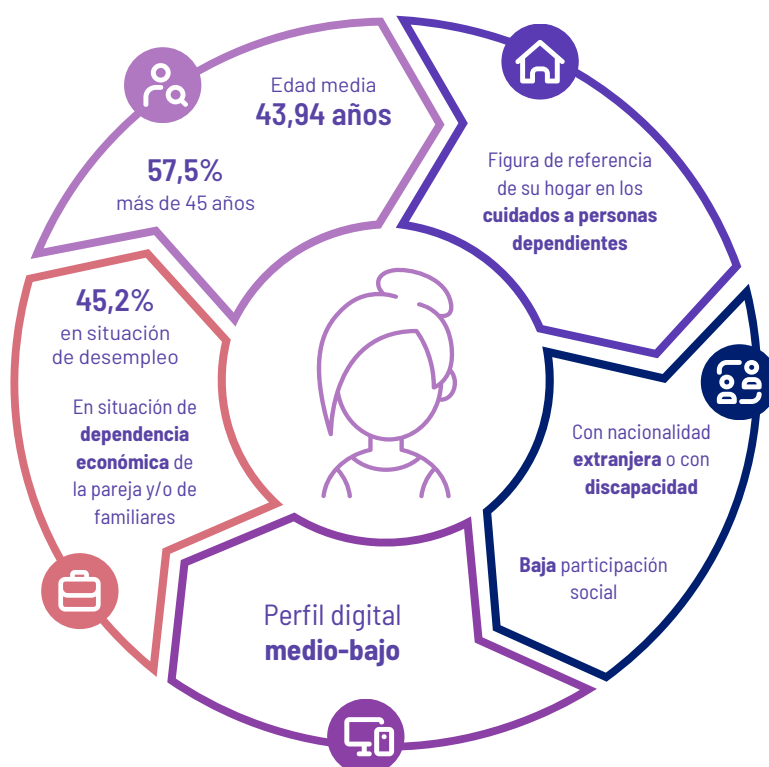 Edad media
43,94 años
57,5%
más de 45 años
Figura de referencia
de su hogar en los
cuidados a personas
dependientes
Con nacionalidad
extranjera o con
discapacidad
Baja participación
social
Perfil digital
medio-bajo
45,2%
en situación
de desempleo
En situación de
dependencia
económica de
la pareja y/o de
familiares